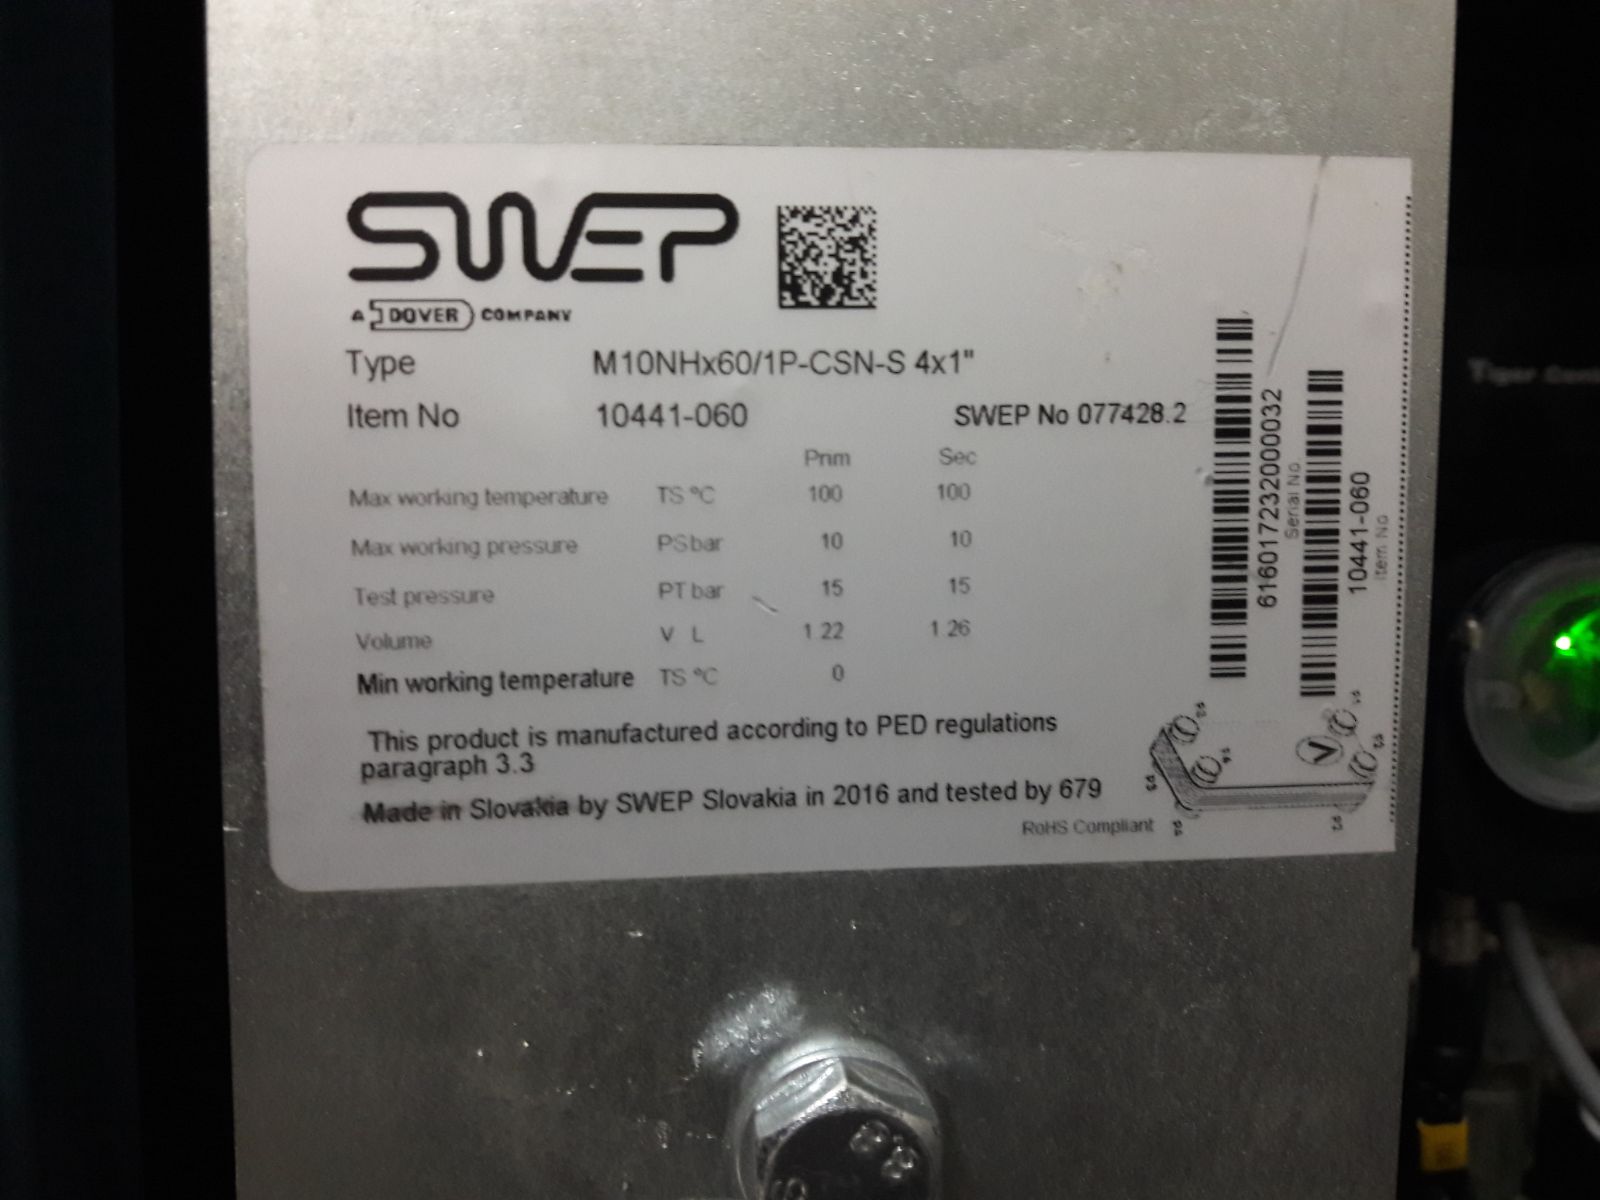 SWEP
A DOVER COMPANY
Type M10NHx60/1P-CSN-S 4x1"
Item No 10441-060 SWEP No 077428.2
Prim Sec
Max working temperature TS °C 100 100
Max working pressure PS bar 10 10
Test pressure PT bar 15 15
Volume V L 1.22 1.26
Min working temperature TS °C 0
This product is manufactured according to PED regulations
paragraph 3.3
Made in Slovakia by SWEP Slovakia in 2016 and tested by 679
RoHS Compliant
616017232000032
Serial No.
10441-060
Item No
V
Tiger
8.8